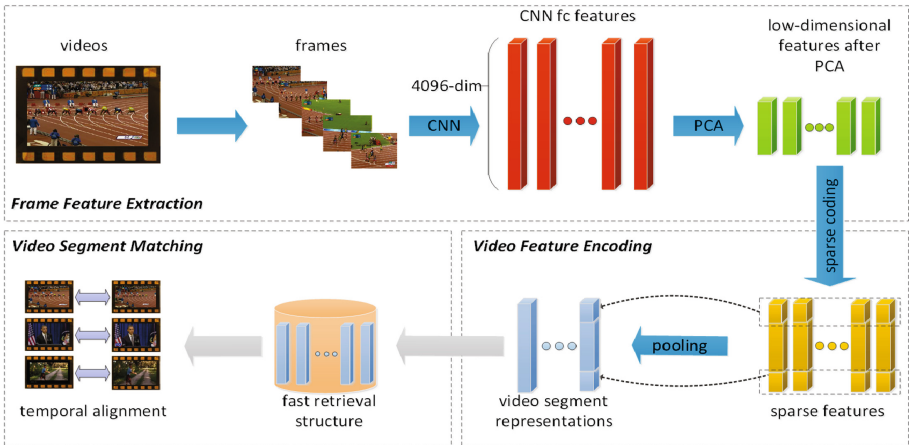 videos
frames
CNN fc features
low-dimensional
features after
PCA
4096-dim
CNN
PCA
Frame Feature Extraction
sparse coding
Video Segment Matching
Video Feature Encoding
pooling
temporal alignment
fast retrieval
structure
video segment
representations
sparse features